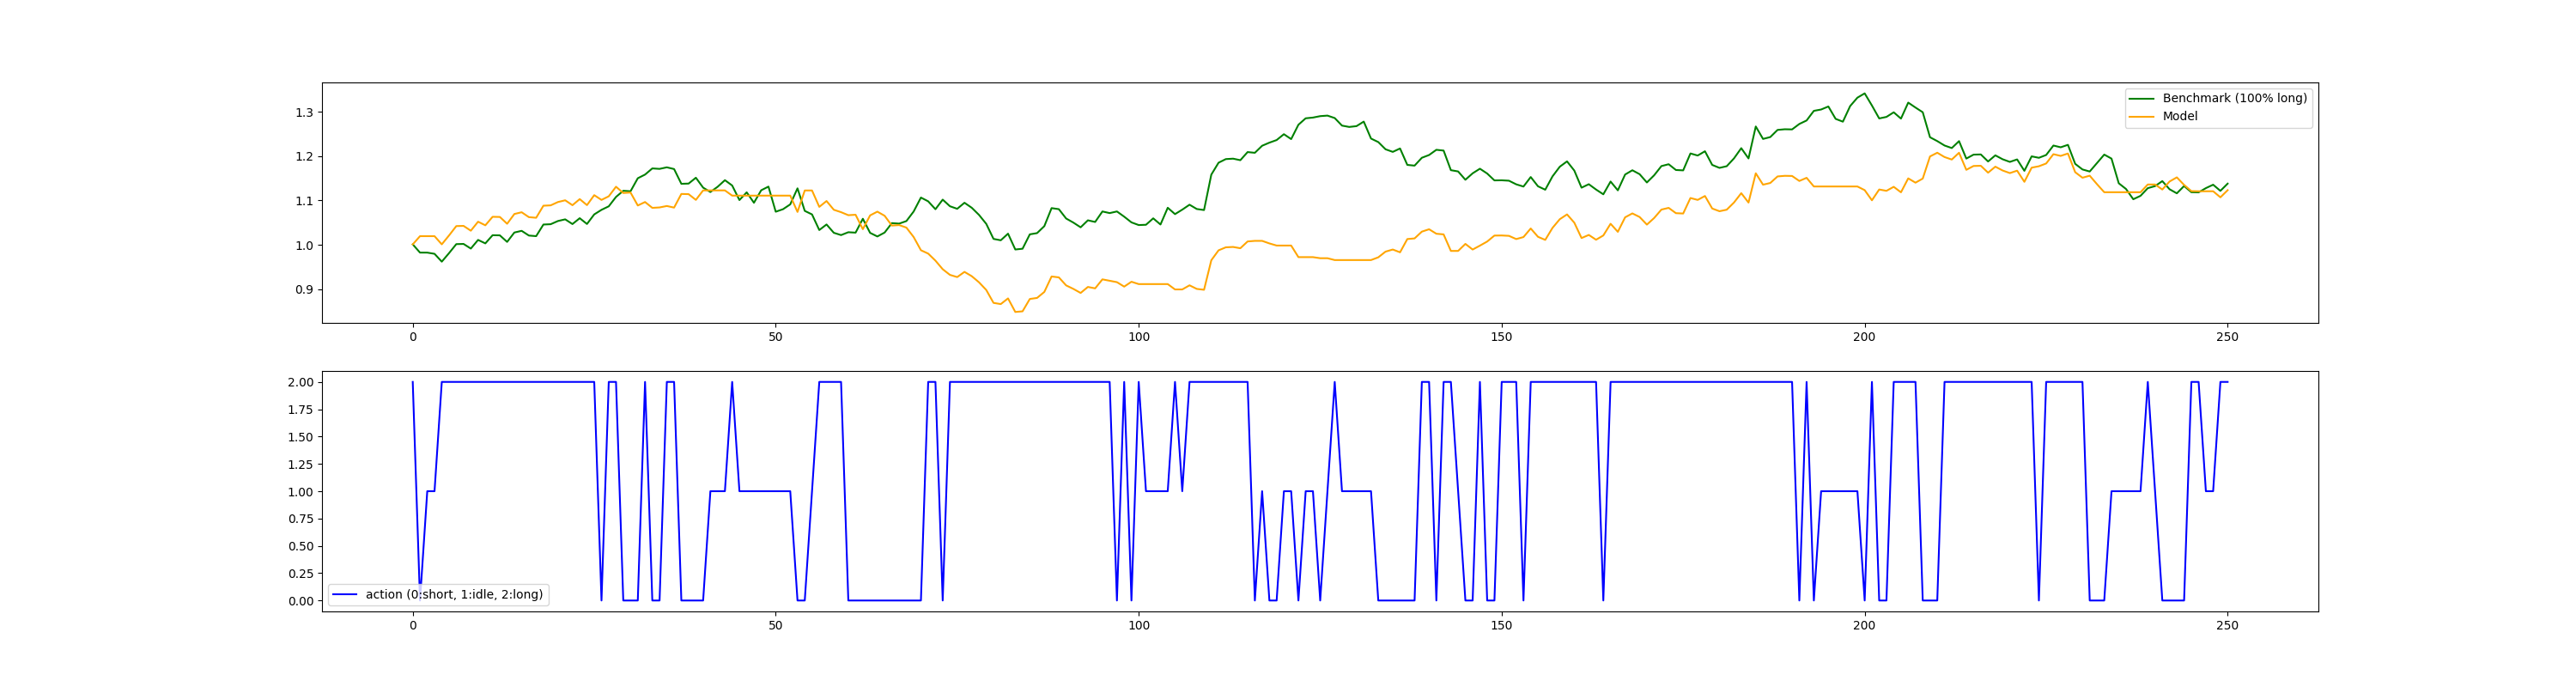 1.3
1.2
1.1
1.0
0.9
Benchmark (100% long)
Model
0 50 100 150 200 250
2.00
1.75
1.50
1.25
1.00
0.75
0.50
0.25
0.00
action (0:short, 1:idle, 2:long)
0 50 100 150 200 250